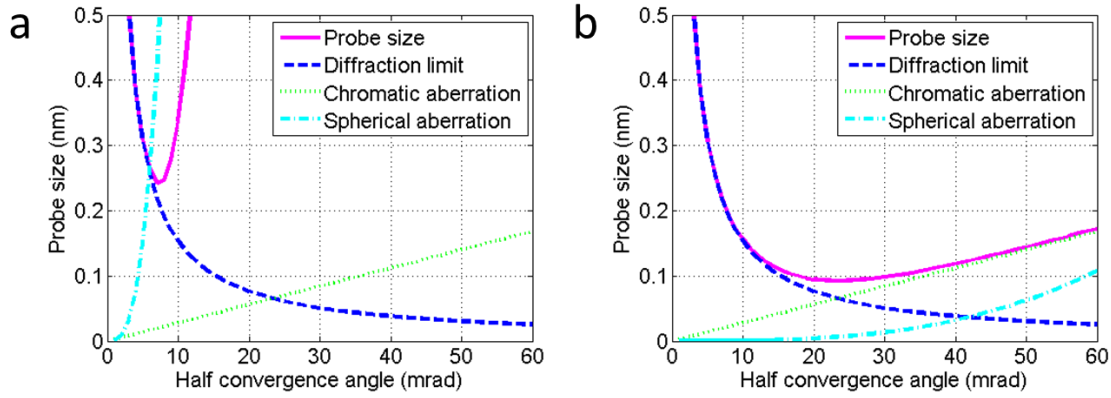 a
0.5
0.4
0.3
0.2
0.1
0
Probe size (nm)
0 10 20 30 40 50 60
Half convergence angle (mrad)
Probe size
Diffraction limit
Chromatic aberration
Spherical aberration
b
0.5
0.4
0.3
0.2
0.1
0
Probe size (nm)
0 10 20 30 40 50 60
Half convergence angle (mrad)
Probe size
Diffraction limit
Chromatic aberration
Spherical aberration